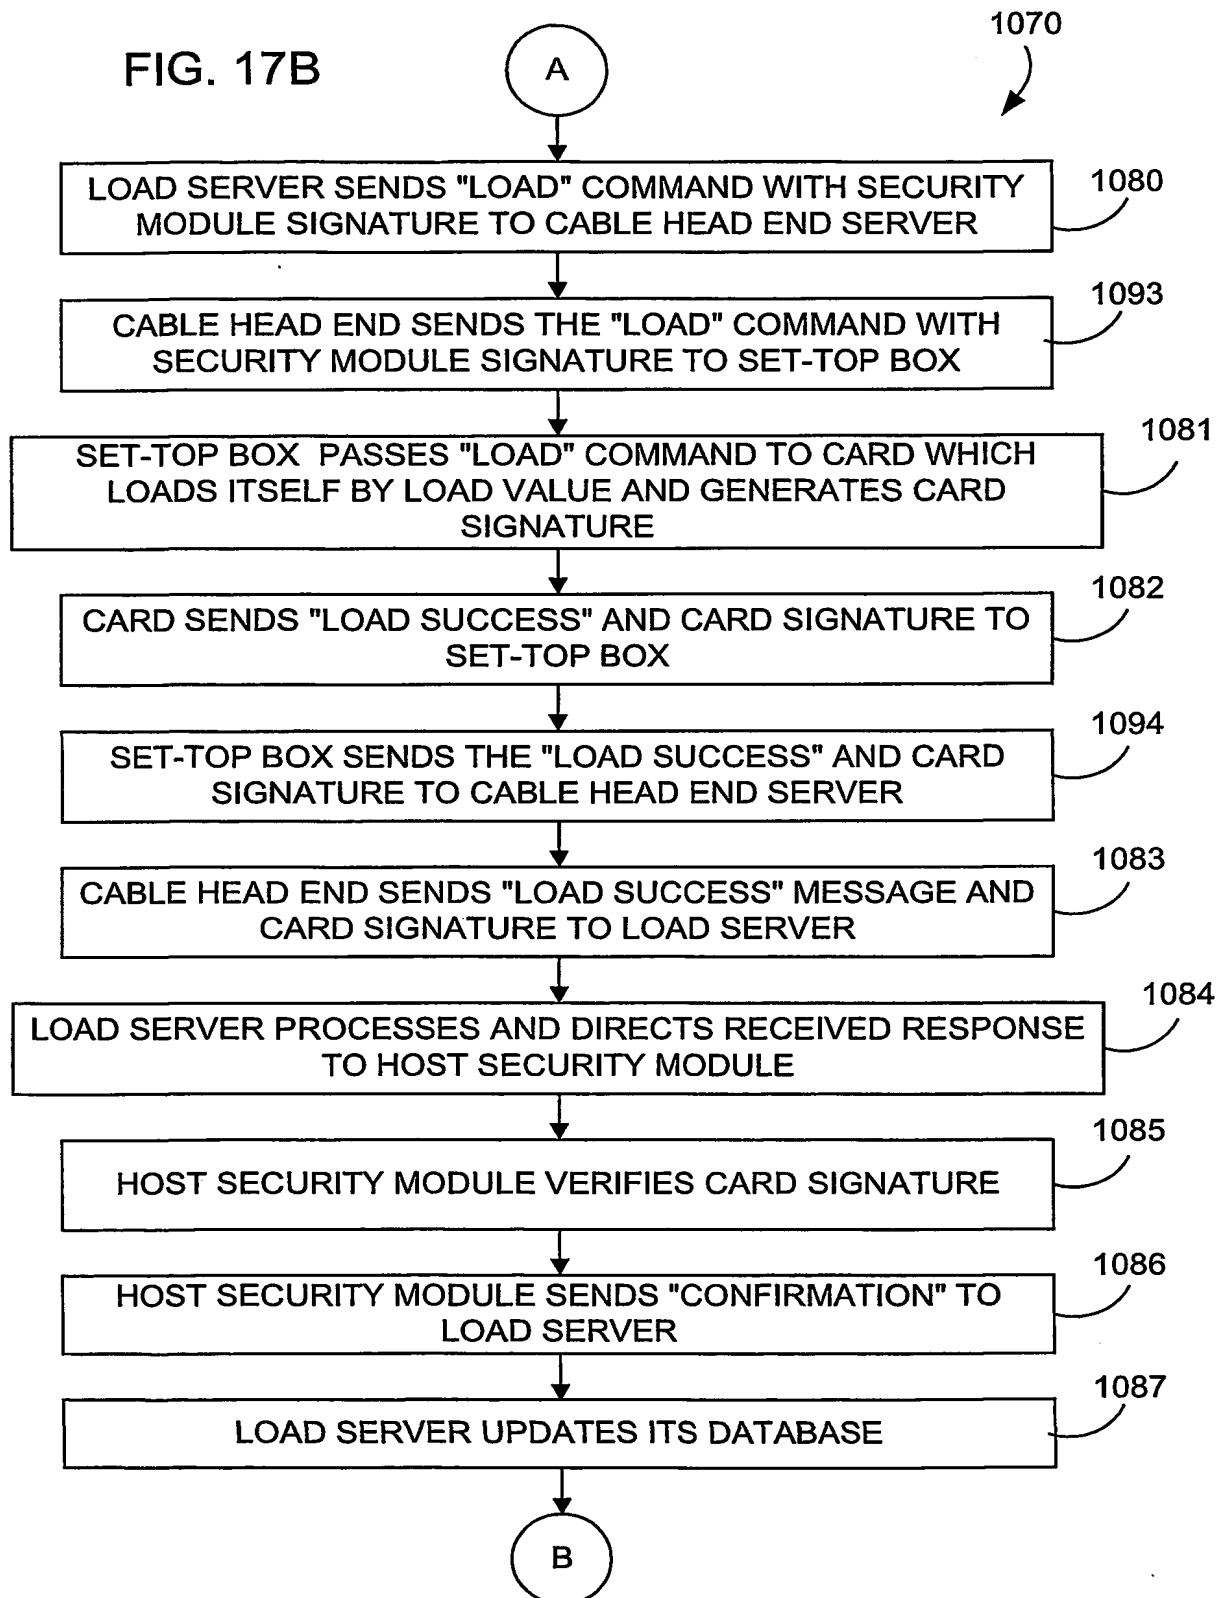 1070
FIG. 17B
A
LOAD SERVER SENDS "LOAD" COMMAND WITH SECURITY
MODULE SIGNATURE TO CABLE HEAD END SERVER
1080
CABLE HEAD END SENDS THE "LOAD" COMMAND WITH
SECURITY MODULE SIGNATURE TO SET-TOP BOX
1093
SET-TOP BOX PASSES "LOAD" COMMAND TO CARD WHICH
LOADS ITSELF BY LOAD VALUE AND GENERATES CARD
SIGNATURE
1081
CARD SENDS "LOAD SUCCESS" AND CARD SIGNATURE TO
SET-TOP BOX
1082
SET-TOP BOX SENDS THE "LOAD SUCCESS" AND CARD
SIGNATURE TO CABLE HEAD END SERVER
1094
CABLE HEAD END SENDS "LOAD SUCCESS" MESSAGE AND
CARD SIGNATURE TO LOAD SERVER
1083
LOAD SERVER PROCESSES AND DIRECTS RECEIVED RESPONSE
TO HOST SECURITY MODULE
1084
HOST SECURITY MODULE VERIFIES CARD SIGNATURE
1085
HOST SECURITY MODULE SENDS "CONFIRMATION" TO
LOAD SERVER
1086
LOAD SERVER UPDATES ITS DATABASE
1087
B